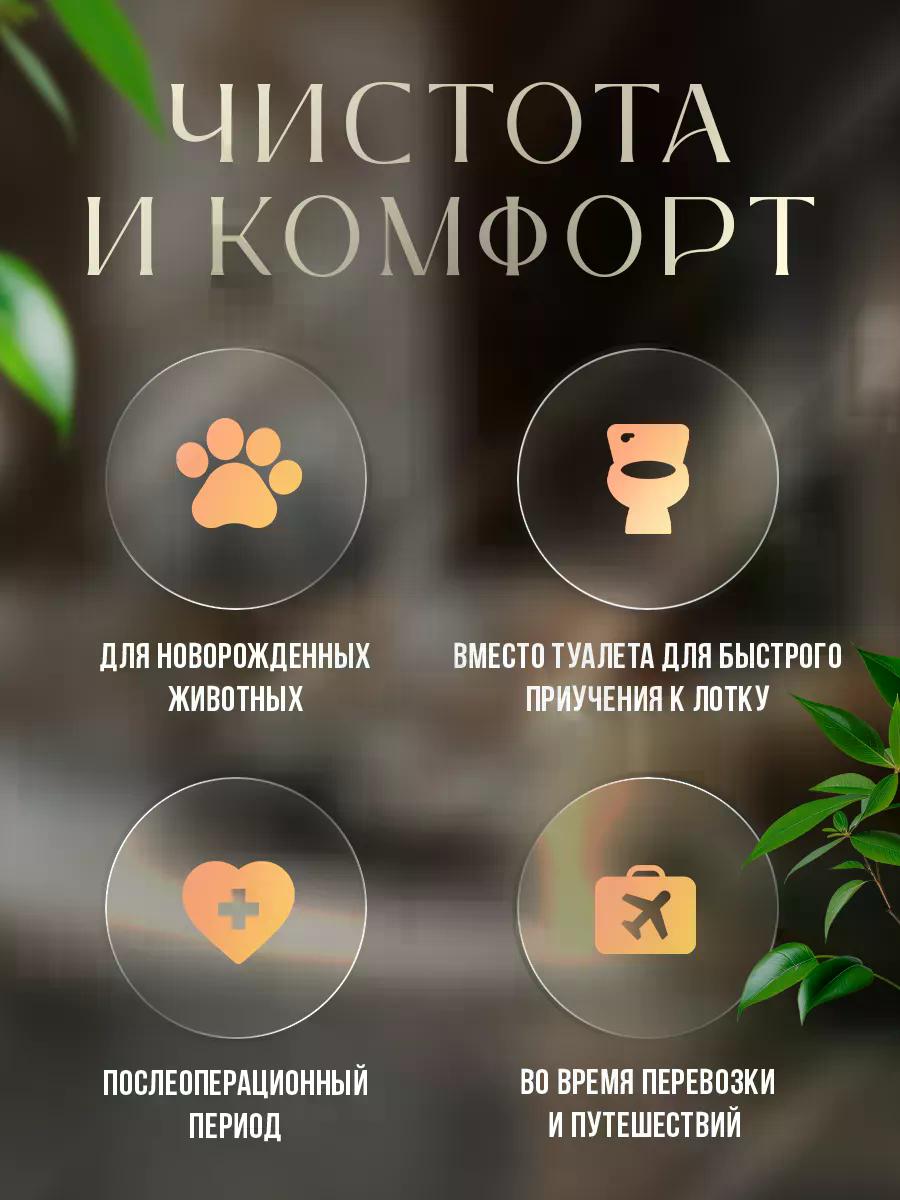 ЧИСТОТА
И КОМФОРТ
ДЛЯ НОВОРОЖДЕННЫХ
ЖИВОТНЫХ
ВМЕСТО ТУАЛЕТА ДЛЯ БЫСТРОГО
ПРИУЧЕНИЯ К ЛОТКУ
ПОСЛЕОПЕРАЦИОННЫЙ
ПЕРИОД
ВО ВРЕМЯ ПЕРЕВОЗКИ
И ПУТЕШЕСТВИЙ